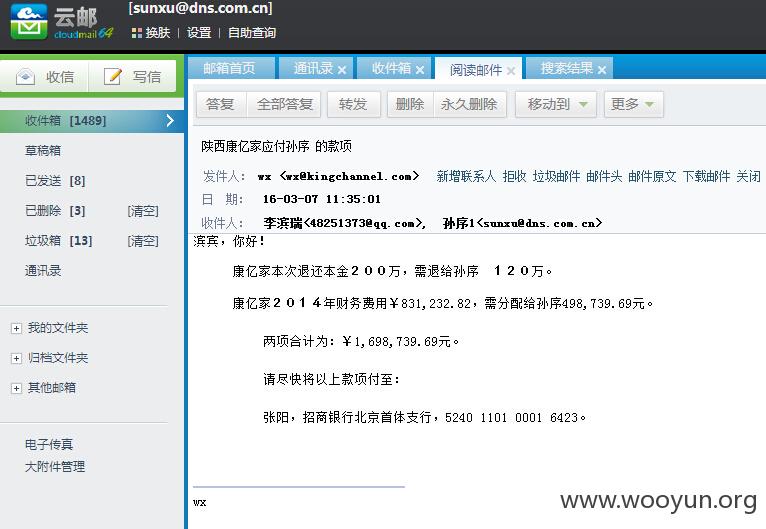 云邮
cloudmail 64
[sunxu@dns.com.cn]
换肤 | 设置 | 自助查询
收信 写信
邮箱首页 通讯录 × 收件箱 × 阅读邮件 × 搜索结果 ×
收件箱 [1489]
草稿箱
已发送 [8]
已删除 [3] [清空]
垃圾箱 [13] [清空]
通讯录
我的文件夹
归档文件夹
其他邮箱
电子传真
大附件管理
答复 全部答复 转发 删除 永久删除 移动到 更多
陕西康亿家应付孙序 的款项
发件人: wx <wx@kingchannel.com> 新增联系人 拒收 垃圾邮件 邮件头 邮件原文 下载邮件 关闭
日 期: 16-03-07 11:35:01
收件人: 李滨瑞<48251373@qq.com>, 孙序1<sunxu@dns.com.cn>
滨宾，你好！
康亿家本次退还本金２００万，需退给孙序　１２０万。
康亿家２０１４年财务费用￥831,232.82，需分配给孙序498,739.69元。
两项合计为：￥1,698,739.69元。
请尽快将以上款项付至：
张阳，招商银行北京首体支行，5240 1101 0001 6423。
wx
www.wooyun.org